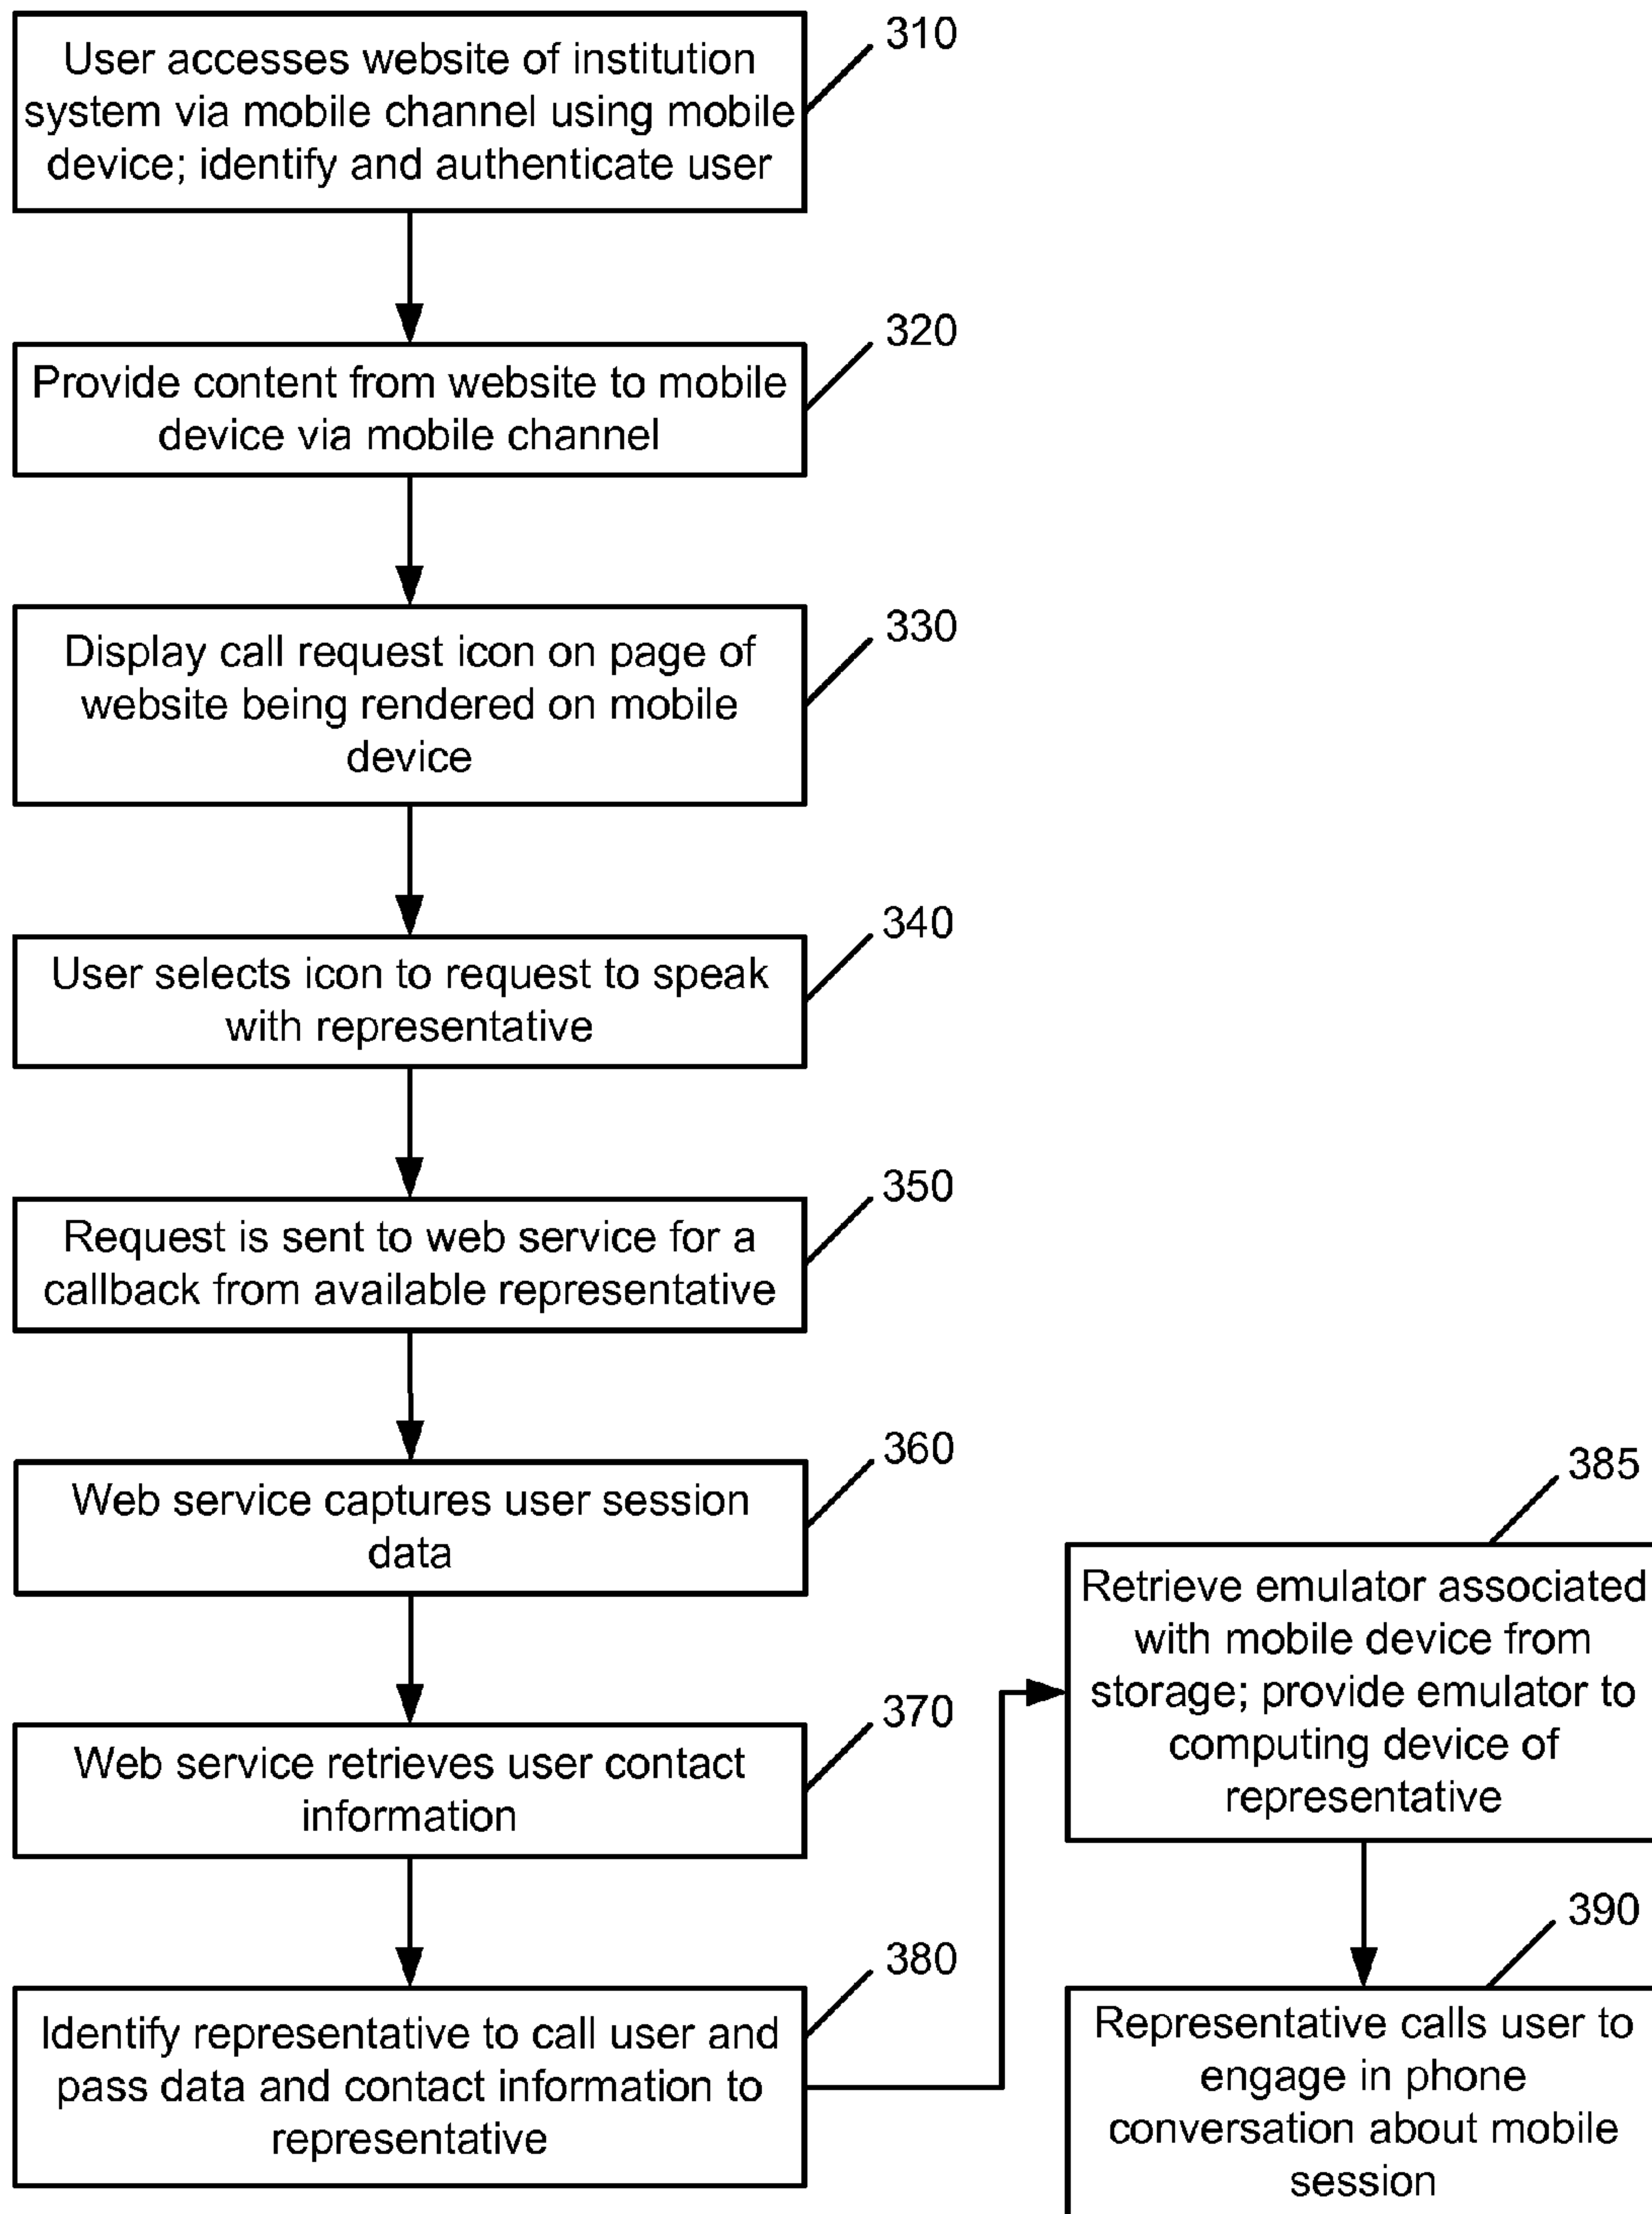 310
User accesses website of institution
system via mobile channel using mobile
device; identify and authenticate user
320
Provide content from website to mobile
device via mobile channel
330
Display call request icon on page of
website being rendered on mobile
device
340
User selects icon to request to speak
with representative
350
Request is sent to web service for a
callback from available representative
360
Web service captures user session
data
370
Web service retrieves user contact
information
380
Identify representative to call user and
pass data and contact information to
representative
385
Retrieve emulator associated
with mobile device from
storage; provide emulator to
computing device of
representative
390
Representative calls user to
engage in phone
conversation about mobile
session